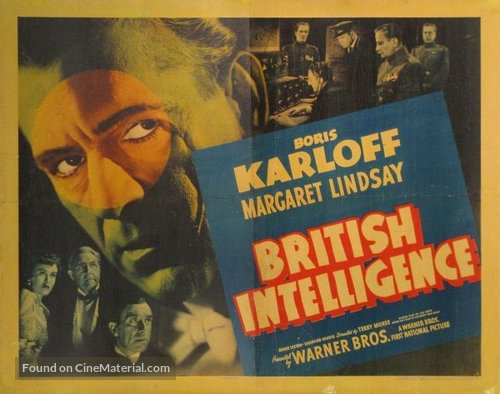 BORIS
KARLOFF
MARGARET LINDSAY
BRITISH
INTELLIGENCE
Directed by TERRY MORSE
A WARNER BROS.
FIRST NATIONAL PICTURE
Presented by WARNER BROS.
Found on CineMaterial.com